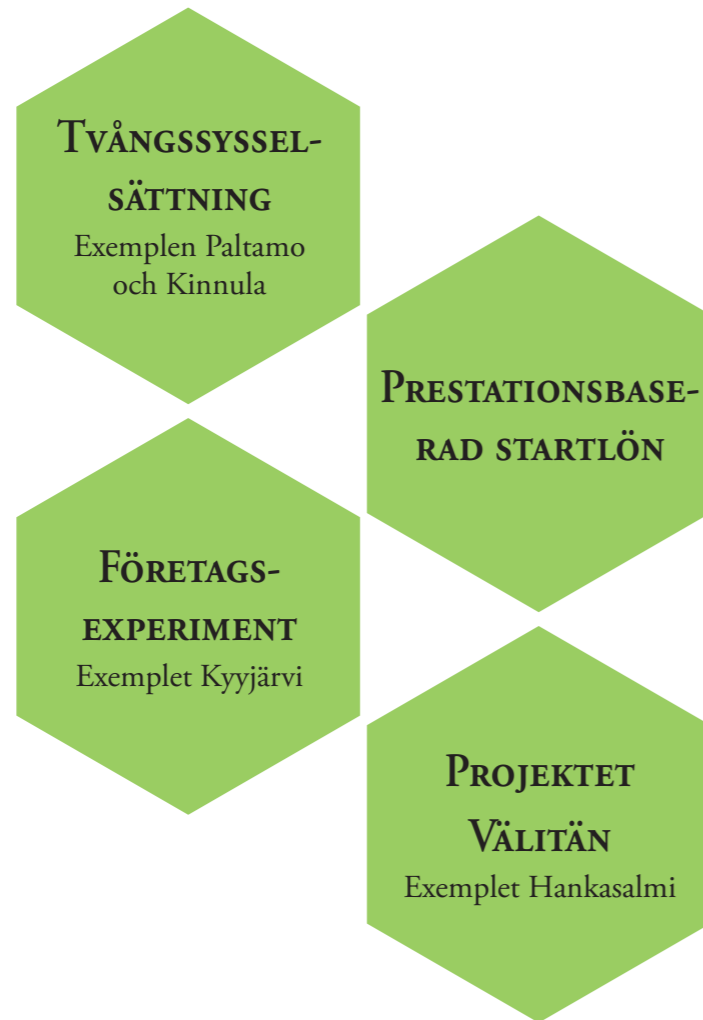 Tvångssyssel-
sättning
Exemplen Paltamo
och Kinnula
Prestationsbase-
rad startlön
Företags-
experiment
Exemplet Kyyjärvi
Projektet
Välitän
Exemplet Hankasalmi